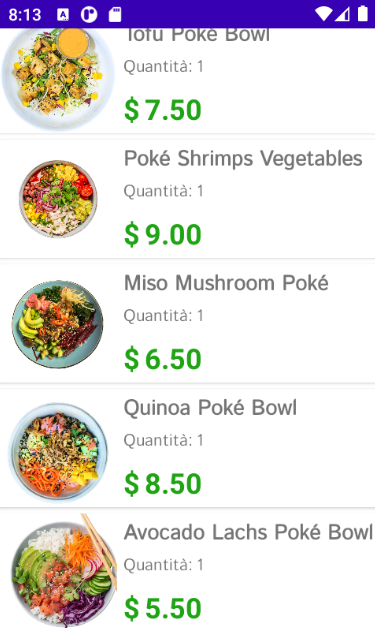 8:13
Tofu Poké Bowl
Quantità: 1
$ 7.50
Poké Shrimps Vegetables
Quantità: 1
$ 9.00
Miso Mushroom Poké
Quantità: 1
$ 6.50
Quinoa Poké Bowl
Quantità: 1
$ 8.50
Avocado Lachs Poké Bowl
Quantità: 1
$ 5.50